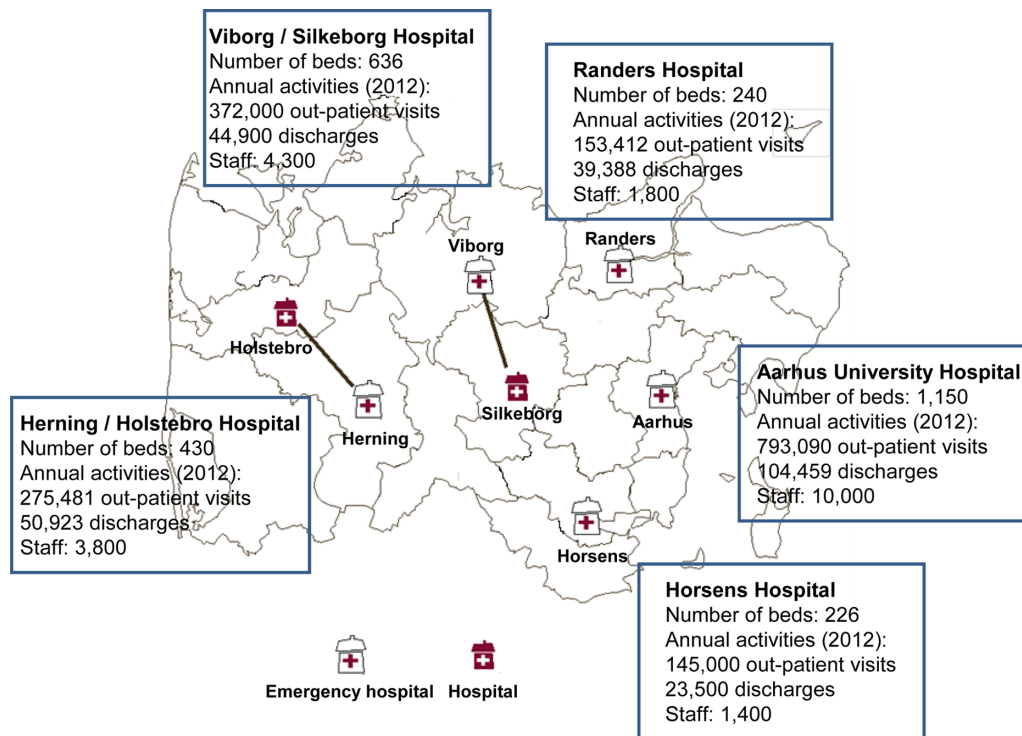 Viborg / Silkeborg Hospital
Number of beds: 636
Annual activities (2012):
372,000 out-patient visits
44,900 discharges
Staff: 4,300
Randers Hospital
Number of beds: 240
Annual activities (2012):
153,412 out-patient visits
39,388 discharges
Staff: 1,800
Viborg
Randers
Holstebro
Silkeborg
Aarhus
Herning
Aarhus University Hospital
Number of beds: 1,150
Annual activities (2012):
793,090 out-patient visits
104,459 discharges
Staff: 10,000
Herning / Holstebro Hospital
Number of beds: 430
Annual activities (2012):
275,481 out-patient visits
50,923 discharges
Staff: 3,800
Horsens
Horsens Hospital
Number of beds: 226
Annual activities (2012):
145,000 out-patient visits
23,500 discharges
Staff: 1,400
Emergency hospital
Hospital